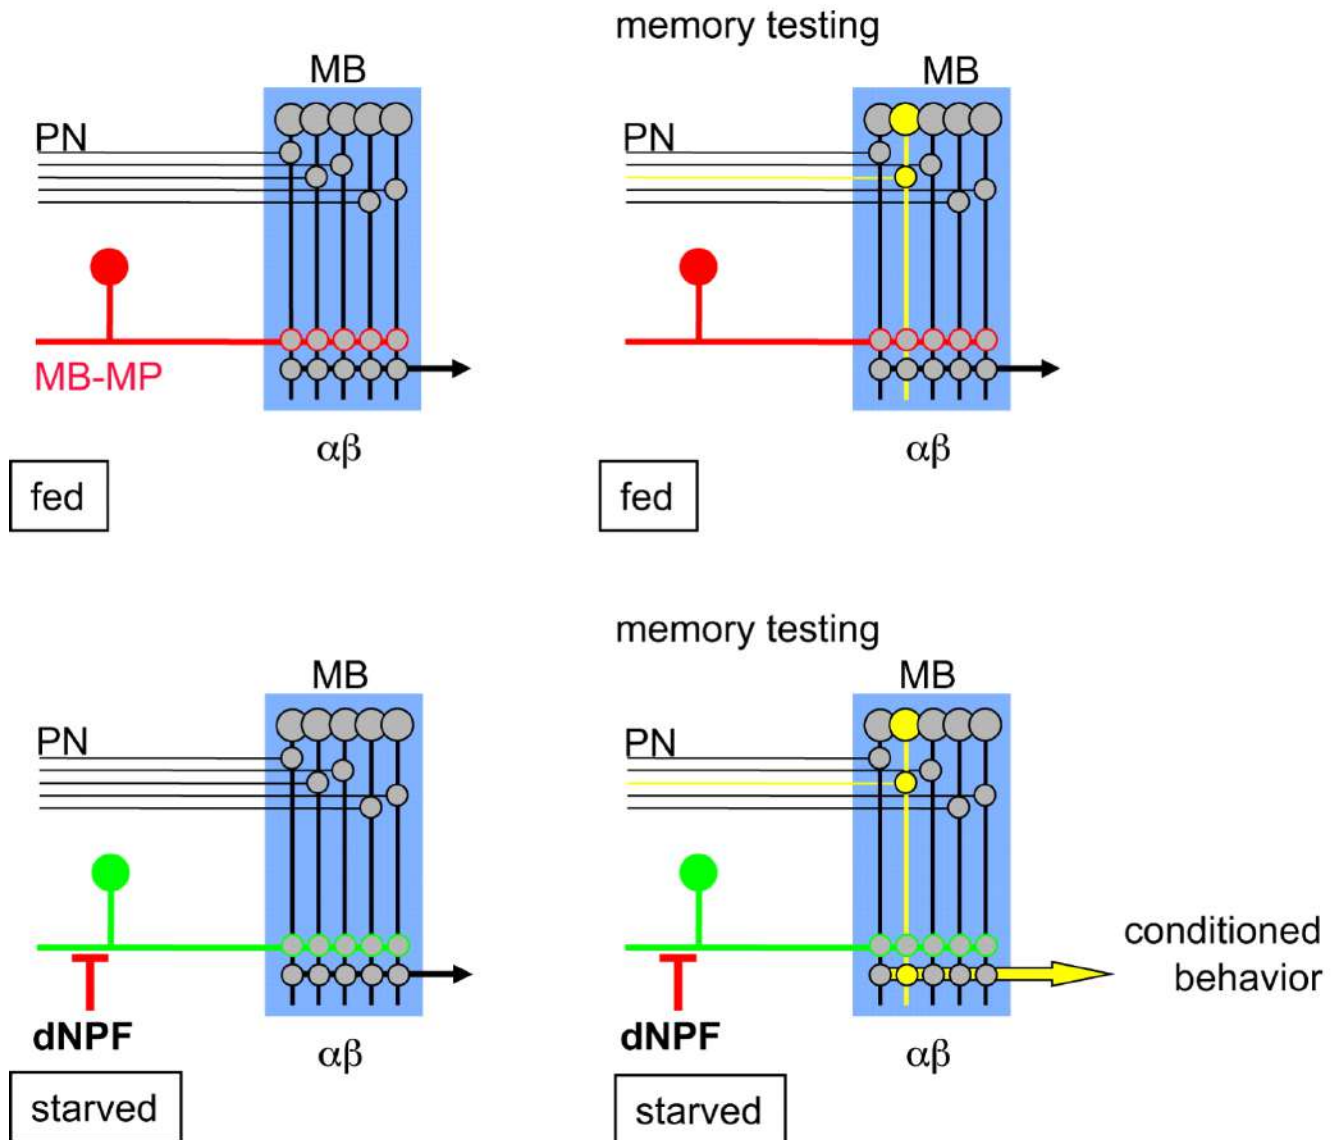 memory testing
MB
MB
PN
PN
MB-MP
αβ
αβ
fed
fed
memory testing
MB
MB
PN
PN
conditioned
behavior
dNPF
dNPF
αβ
αβ
starved
starved